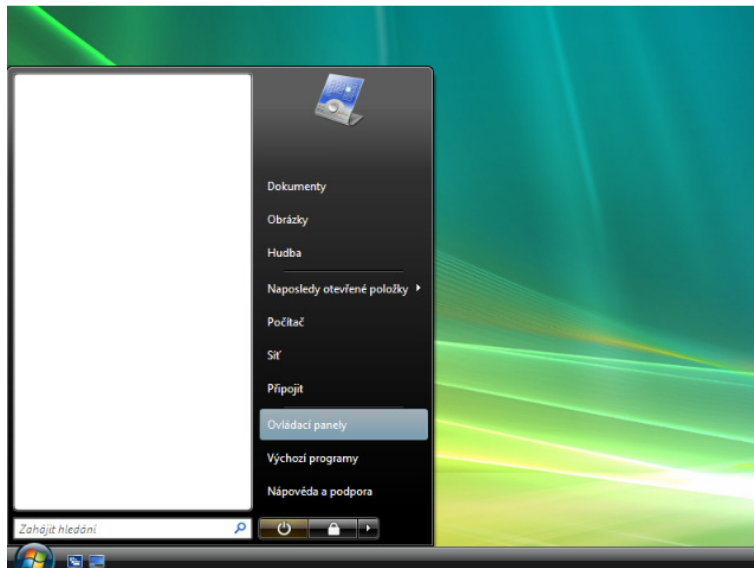 Dokumenty
Obrázky
Hudba
Naposledy otevřené položky
Počítač
Síť
Připojit
Ovládací panely
Výchozí programy
Nápověda a podpora
Zahájit hledání